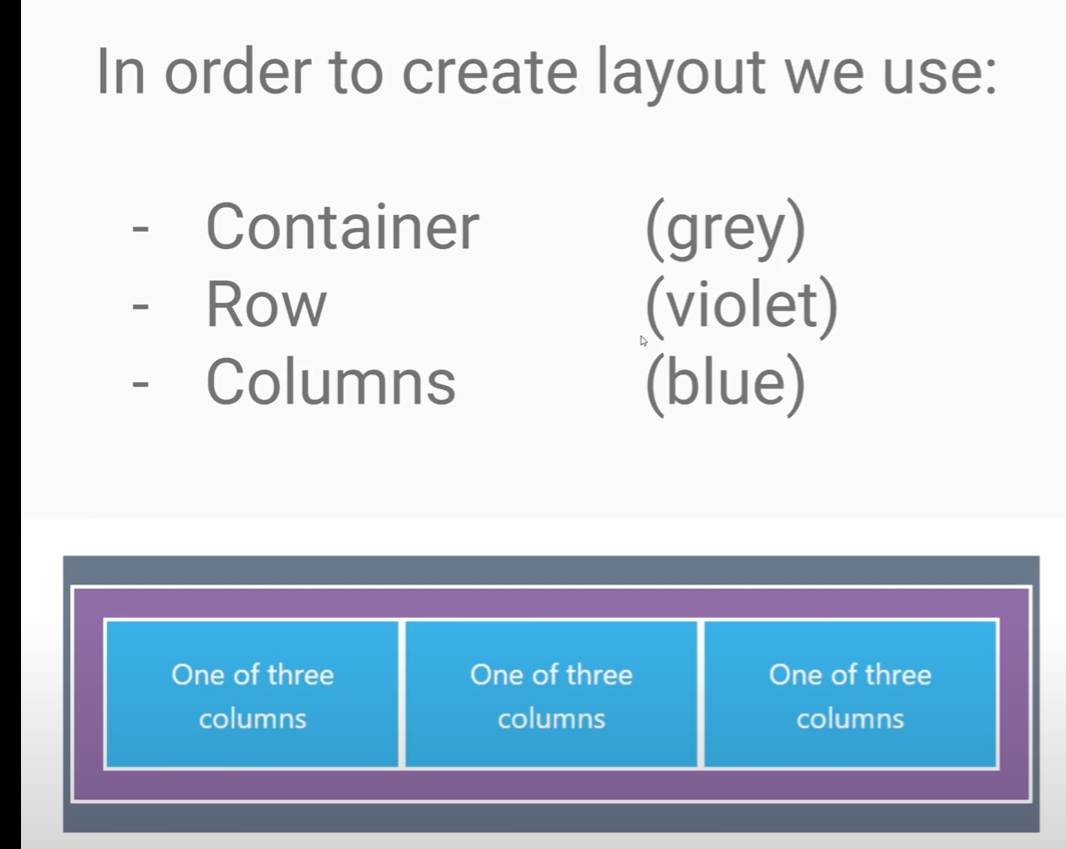 In order to create layout we use:
- Container (grey)
- Row (violet)
- Columns (blue)
One of three
columns
One of three
columns
One of three
columns